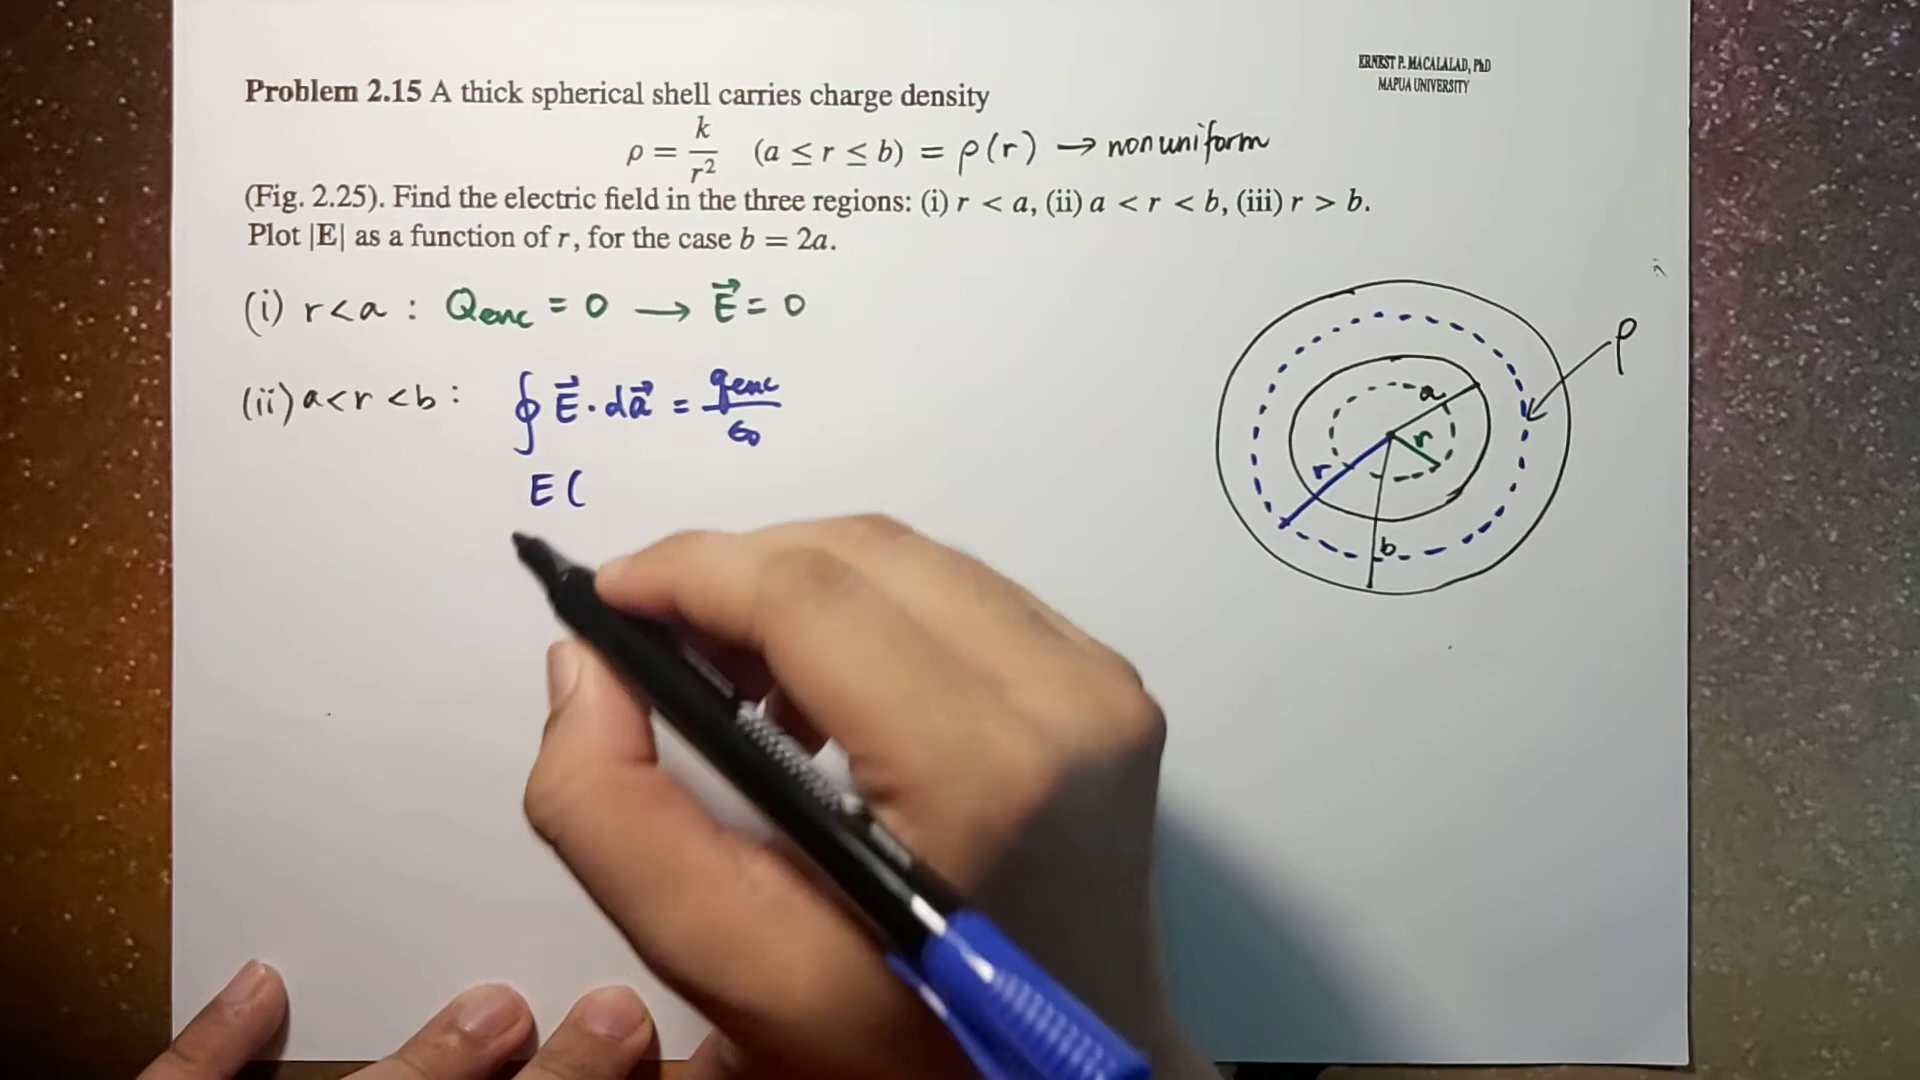 ERNEST P. MACALALAD, PhD
MAPUA UNIVERSITY
Problem 2.15 A thick spherical shell carries charge density
ρ = k/r² (a ≤ r ≤ b) = ρ(r) → nonuniform
(Fig. 2.25). Find the electric field in the three regions: (i) r < a, (ii) a < r < b, (iii) r > b.
Plot |E| as a function of r, for the case b = 2a.
(i) r<a : Qenc = 0 → E⃗ = 0
(ii) a<r<b : ∮ E⃗ · da⃗ = qenc/ϵ0
E (
ρ
a
r
r
b